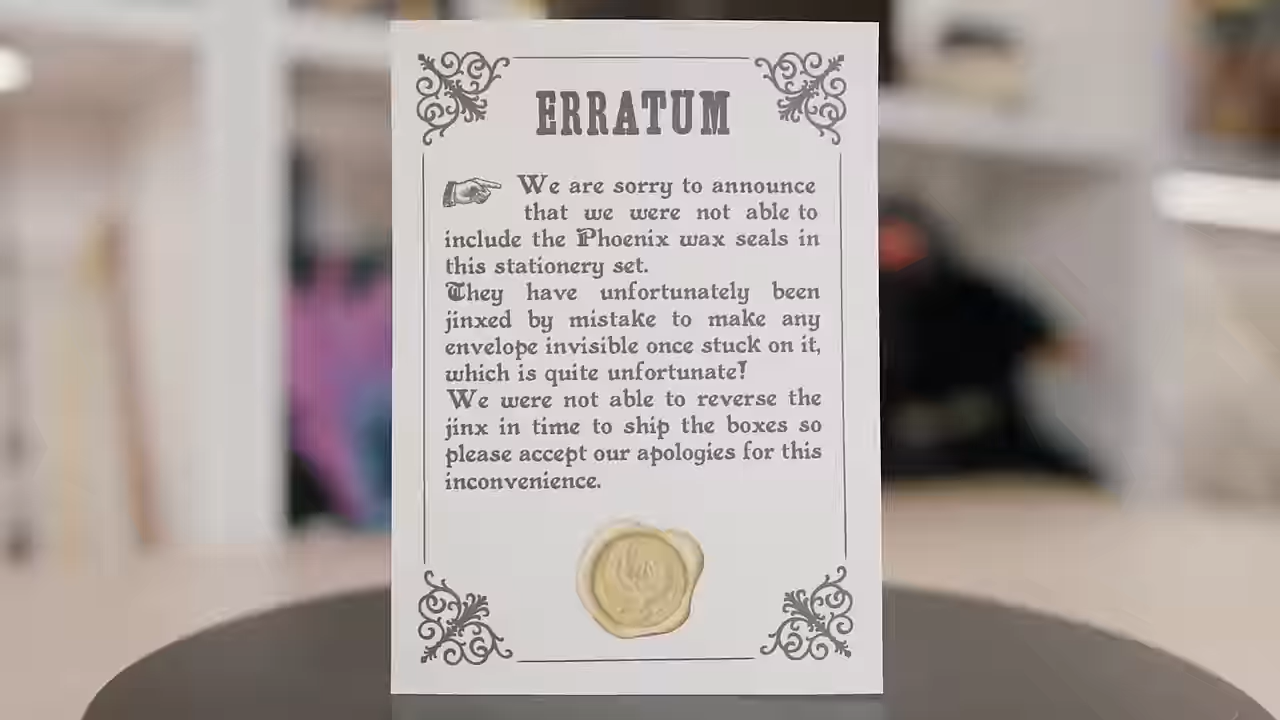 ERRATUM
We are sorry to announce
that we were not able to
include the Phoenix wax seals in
this stationery set.
They have unfortunately been
jinxed by mistake to make any
envelope invisible once stuck on it,
which is quite unfortunate!
We were not able to reverse the
jinx in time to ship the boxes so
please accept our apologies for this
inconvenience.